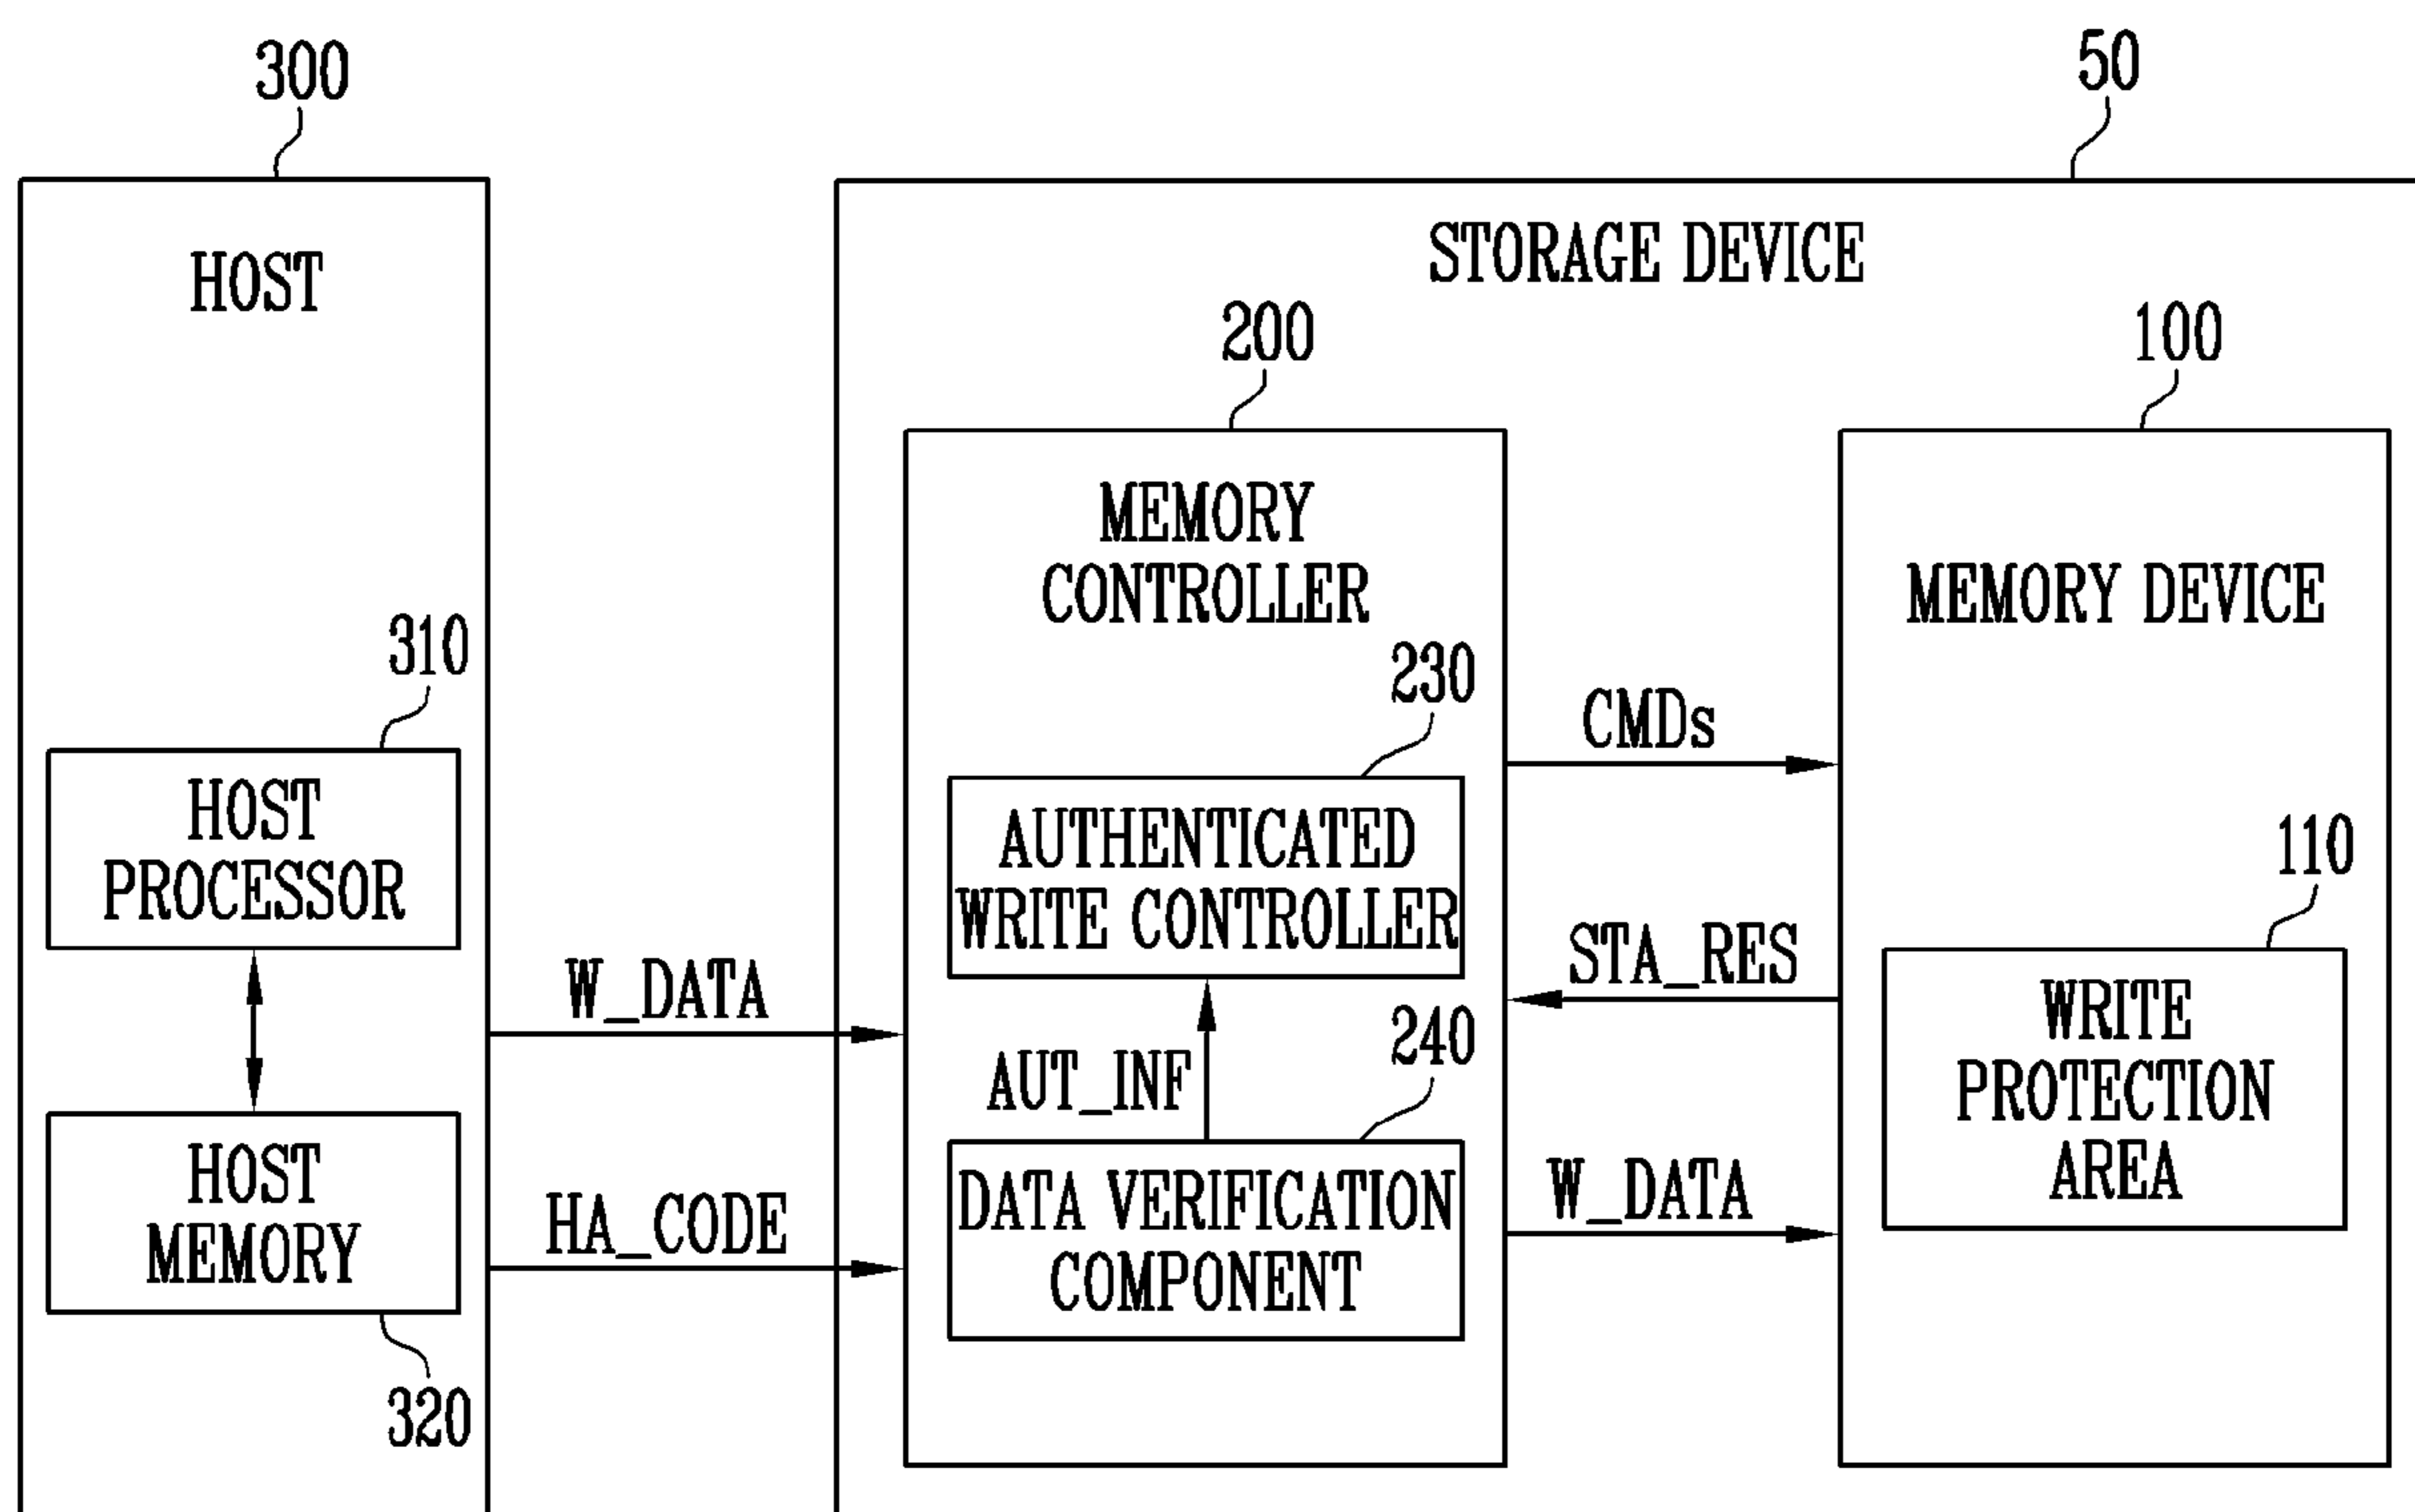 300
50
HOST
STORAGE DEVICE
200
100
MEMORY
CONTROLLER
MEMORY DEVICE
310
230
CMDs
HOST
PROCESSOR
AUTHENTICATED
WRITE CONTROLLER
110
W_DATA
STA_RES
WRITE
PROTECTION
AREA
AUT_INF
240
HOST
MEMORY
HA_CODE
DATA VERIFICATION
COMPONENT
W_DATA
320